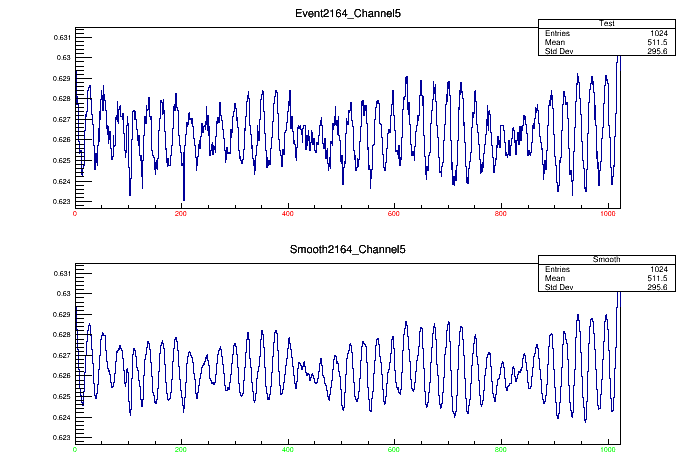 Event2164_Channel5
Test
Entries 1024
Mean 511.5
Std Dev 295.6
0.631
0.63
0.629
0.628
0.627
0.626
0.625
0.624
0.623
0 200 400 600 800 1000
Smooth2164_Channel5
Smooth
Entries 1024
Mean 511.5
Std Dev 295.6
0.631
0.63
0.629
0.628
0.627
0.626
0.625
0.624
0.623
0 200 400 600 800 1000